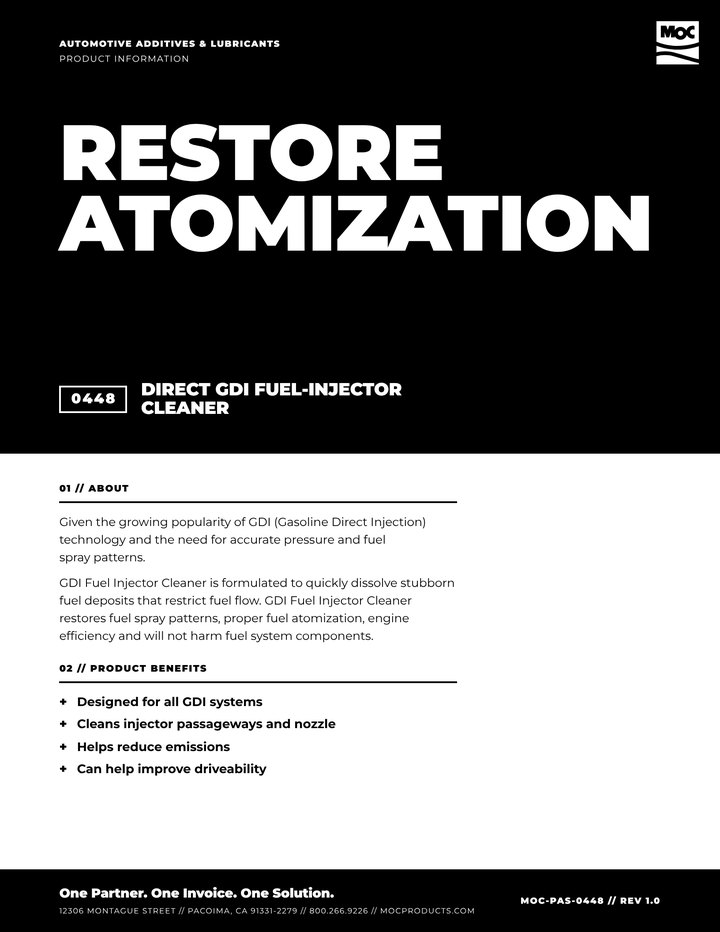 AUTOMOTIVE ADDITIVES & LUBRICANTS
PRODUCT INFORMATION
MOC
RESTORE
ATOMIZATION
0448
DIRECT GDI FUEL-INJECTOR
CLEANER
01 // ABOUT
Given the growing popularity of GDI (Gasoline Direct Injection)
technology and the need for accurate pressure and fuel
spray patterns.
GDI Fuel Injector Cleaner is formulated to quickly dissolve stubborn
fuel deposits that restrict fuel flow. GDI Fuel Injector Cleaner
restores fuel spray patterns, proper fuel atomization, engine
efficiency and will not harm fuel system components.
02 // PRODUCT BENEFITS
+ Designed for all GDI systems
+ Cleans injector passageways and nozzle
+ Helps reduce emissions
+ Can help improve driveability
One Partner. One Invoice. One Solution.
12306 MONTAGUE STREET // PACOIMA, CA 91331-2279 // 800.266.9226 // MOCPRODUCTS.COM
MOC-PAS-0448 // REV 1.0